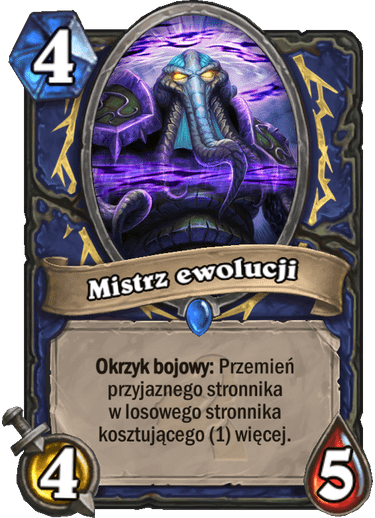 4
Mistrz ewolucji
Okrzyk bojowy: Przemień
przyjaznego stronnika
w losowego stronnika
kosztującego (1) więcej.
4
5